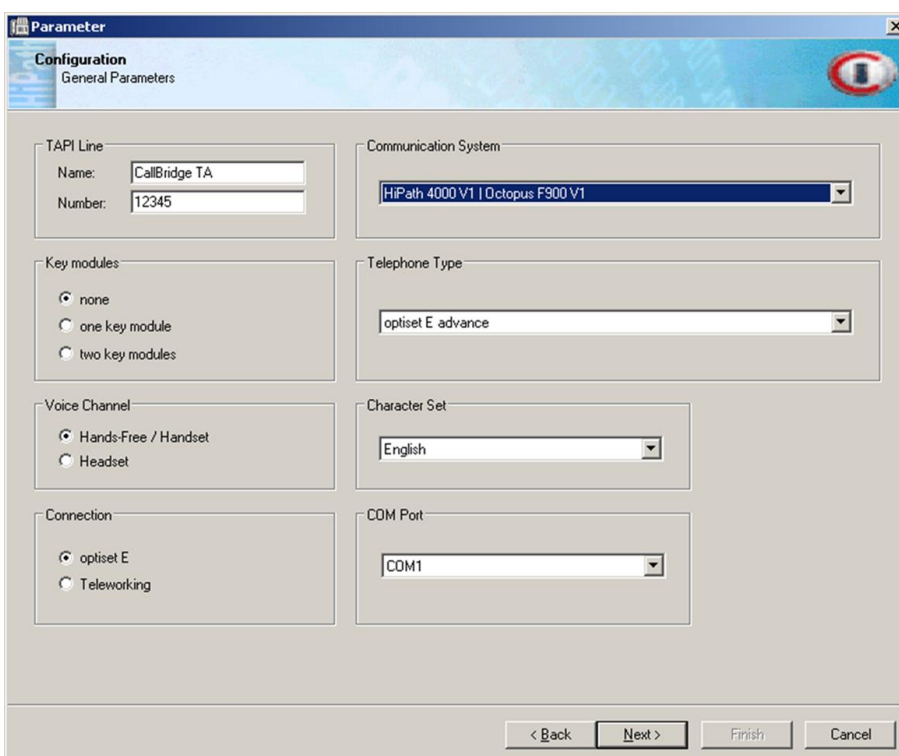 Parameter
Configuration
General Parameters
HiPath
TAPI Line
Name: CallBridge TA
Number: 12345
Communication System
HiPath 4000 V1 | Octopus F900 V1
Key modules
none
one key module
two key modules
Telephone Type
optiset E advance
Voice Channel
Hands-Free / Handset
Headset
Character Set
English
Connection
optiset E
Teleworking
COM Port
COM1
< Back
Next >
Finish
Cancel